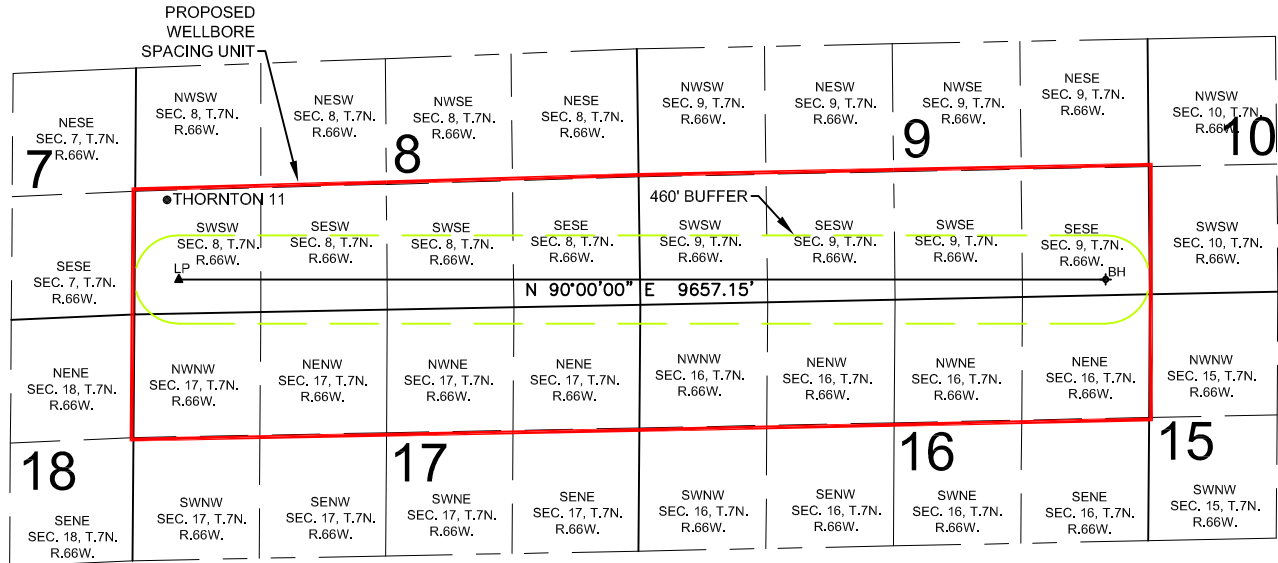 PROPOSED
WELLBORE
SPACING UNIT
NESE
SEC. 7, T.7N.
R.66W.
7
NWSW
SEC. 8, T.7N.
R.66W.
NESW
SEC. 8, T.7N.
R.66W.
8
NWSE
SEC. 8, T.7N.
R.66W.
NESE
SEC. 8, T.7N.
R.66W.
NWSW
SEC. 9, T.7N.
R.66W.
NESW
SEC. 9, T.7N.
R.66W.
9
NWSE
SEC. 9, T.7N.
R.66W.
NESE
SEC. 9, T.7N.
R.66W.
NWSW
SEC. 10, T.7N.
R.66W.
10
THORNTON 11
460' BUFFER
SESE
SEC. 7, T.7N.
R.66W.
SWSW
SEC. 8, T.7N.
R.66W.
SESW
SEC. 8, T.7N.
R.66W.
SWSE
SEC. 8, T.7N.
R.66W.
SESE
SEC. 8, T.7N.
R.66W.
SWSW
SEC. 9, T.7N.
R.66W.
SESW
SEC. 9, T.7N.
R.66W.
SWSE
SEC. 9, T.7N.
R.66W.
SESE
SEC. 9, T.7N.
R.66W.
SWSW
SEC. 10, T.7N.
R.66W.
LP
BH
N 90°00'00" E 9657.15'
NENE
SEC. 18, T.7N.
R.66W.
NWNW
SEC. 17, T.7N.
R.66W.
NENW
SEC. 17, T.7N.
R.66W.
NWNE
SEC. 17, T.7N.
R.66W.
NENE
SEC. 17, T.7N.
R.66W.
NWNW
SEC. 16, T.7N.
R.66W.
NENW
SEC. 16, T.7N.
R.66W.
NWNE
SEC. 16, T.7N.
R.66W.
NENE
SEC. 16, T.7N.
R.66W.
NWNW
SEC. 15, T.7N.
R.66W.
18
17
16
15
SENE
SEC. 18, T.7N.
R.66W.
SWNW
SEC. 17, T.7N.
R.66W.
SENW
SEC. 17, T.7N.
R.66W.
SWNE
SEC. 17, T.7N.
R.66W.
SENE
SEC. 17, T.7N.
R.66W.
SWNW
SEC. 16, T.7N.
R.66W.
SENW
SEC. 16, T.7N.
R.66W.
SWNE
SEC. 16, T.7N.
R.66W.
SENE
SEC. 16, T.7N.
R.66W.
SWNW
SEC. 15, T.7N.
R.66W.